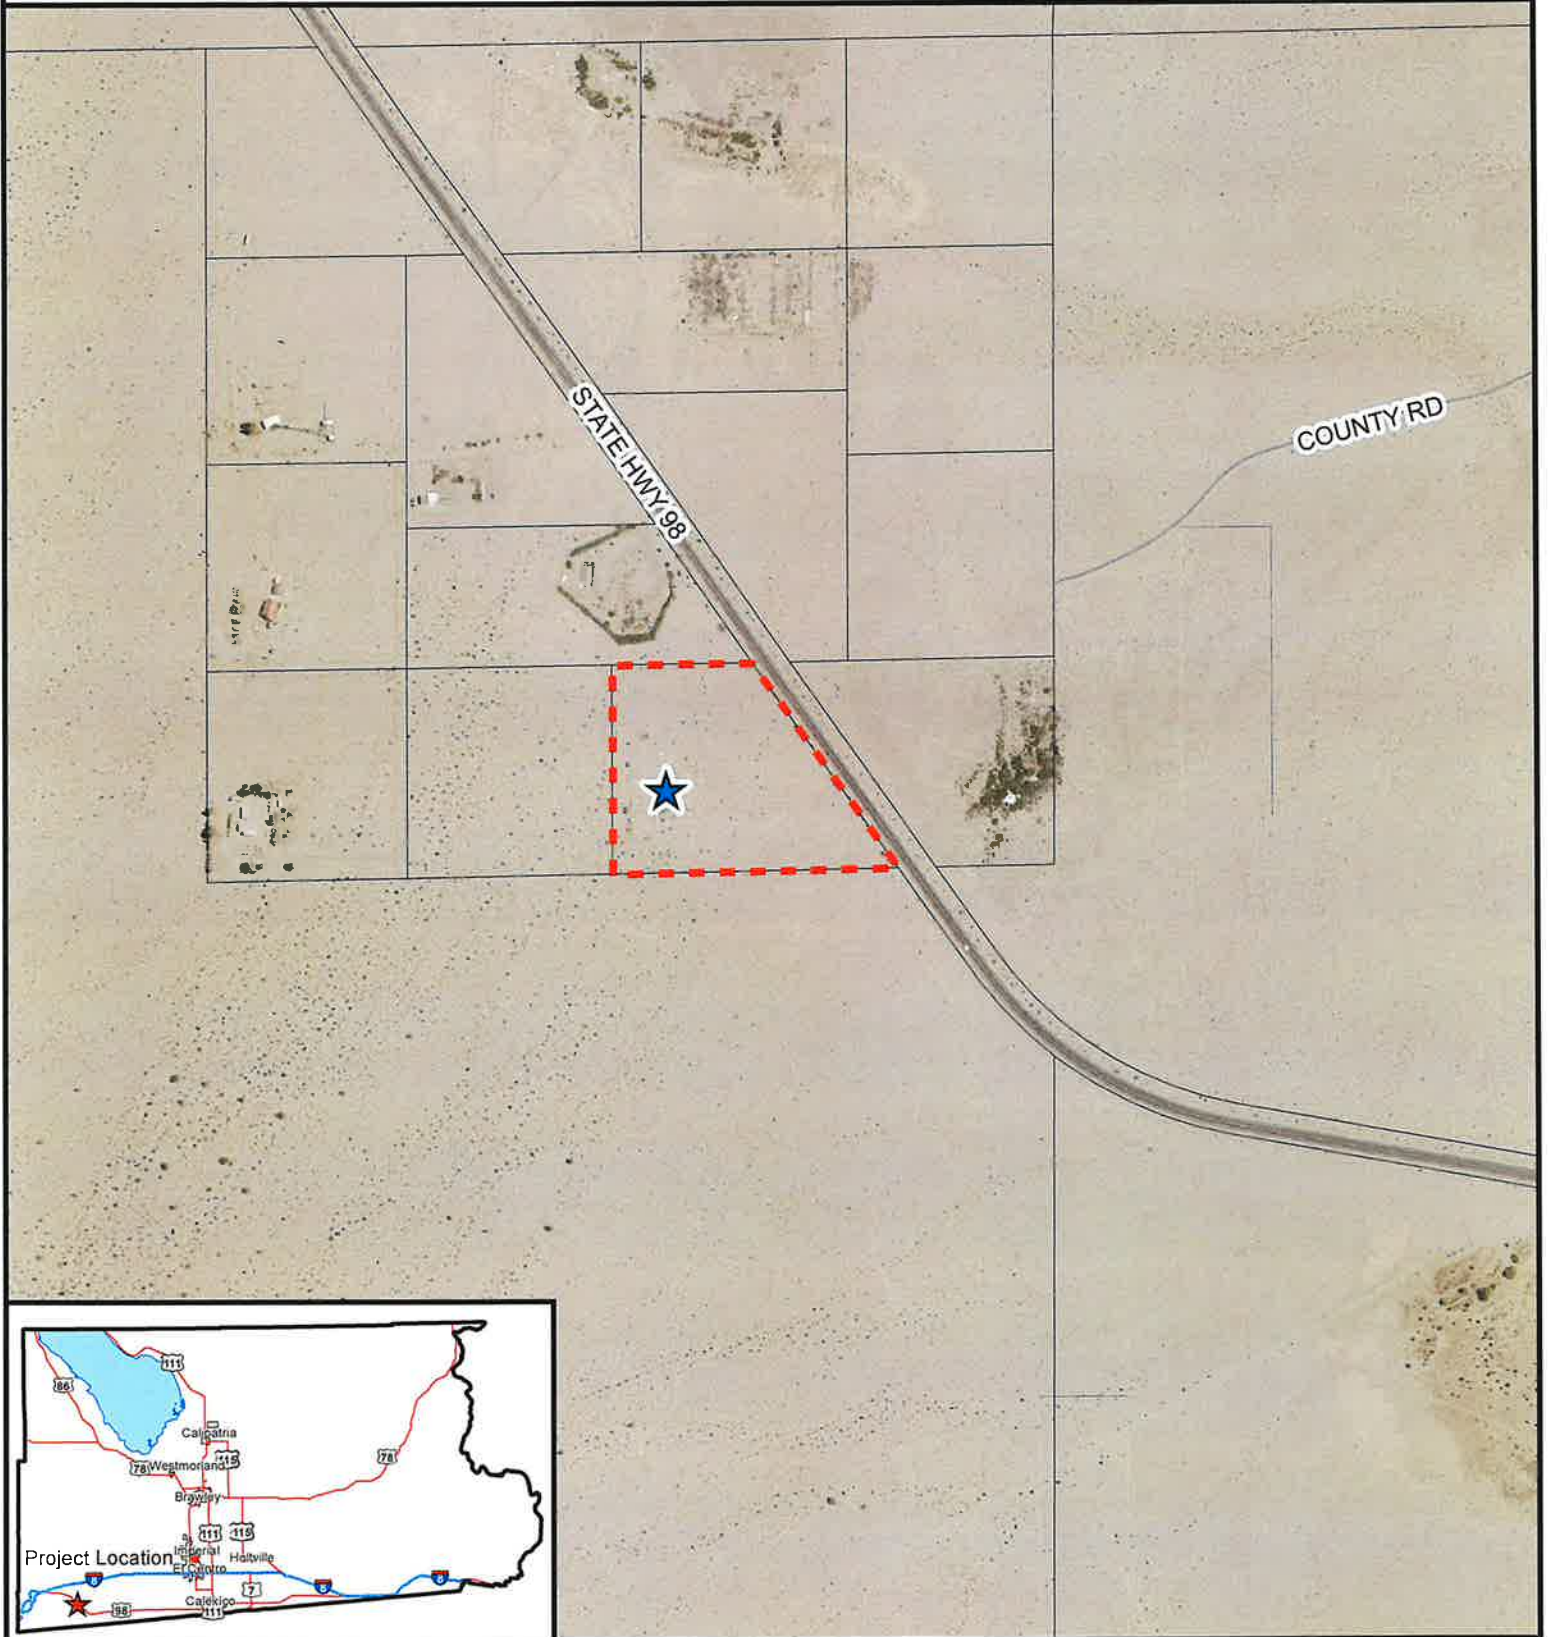 STATE HWY 98
COUNTY RD
111
86
Calipatria
115
78
Westmorland
78
Brawley
111
115
Imperial
Holtville
Project Location
El Centro
8
8
8
7
98
Calexico
111